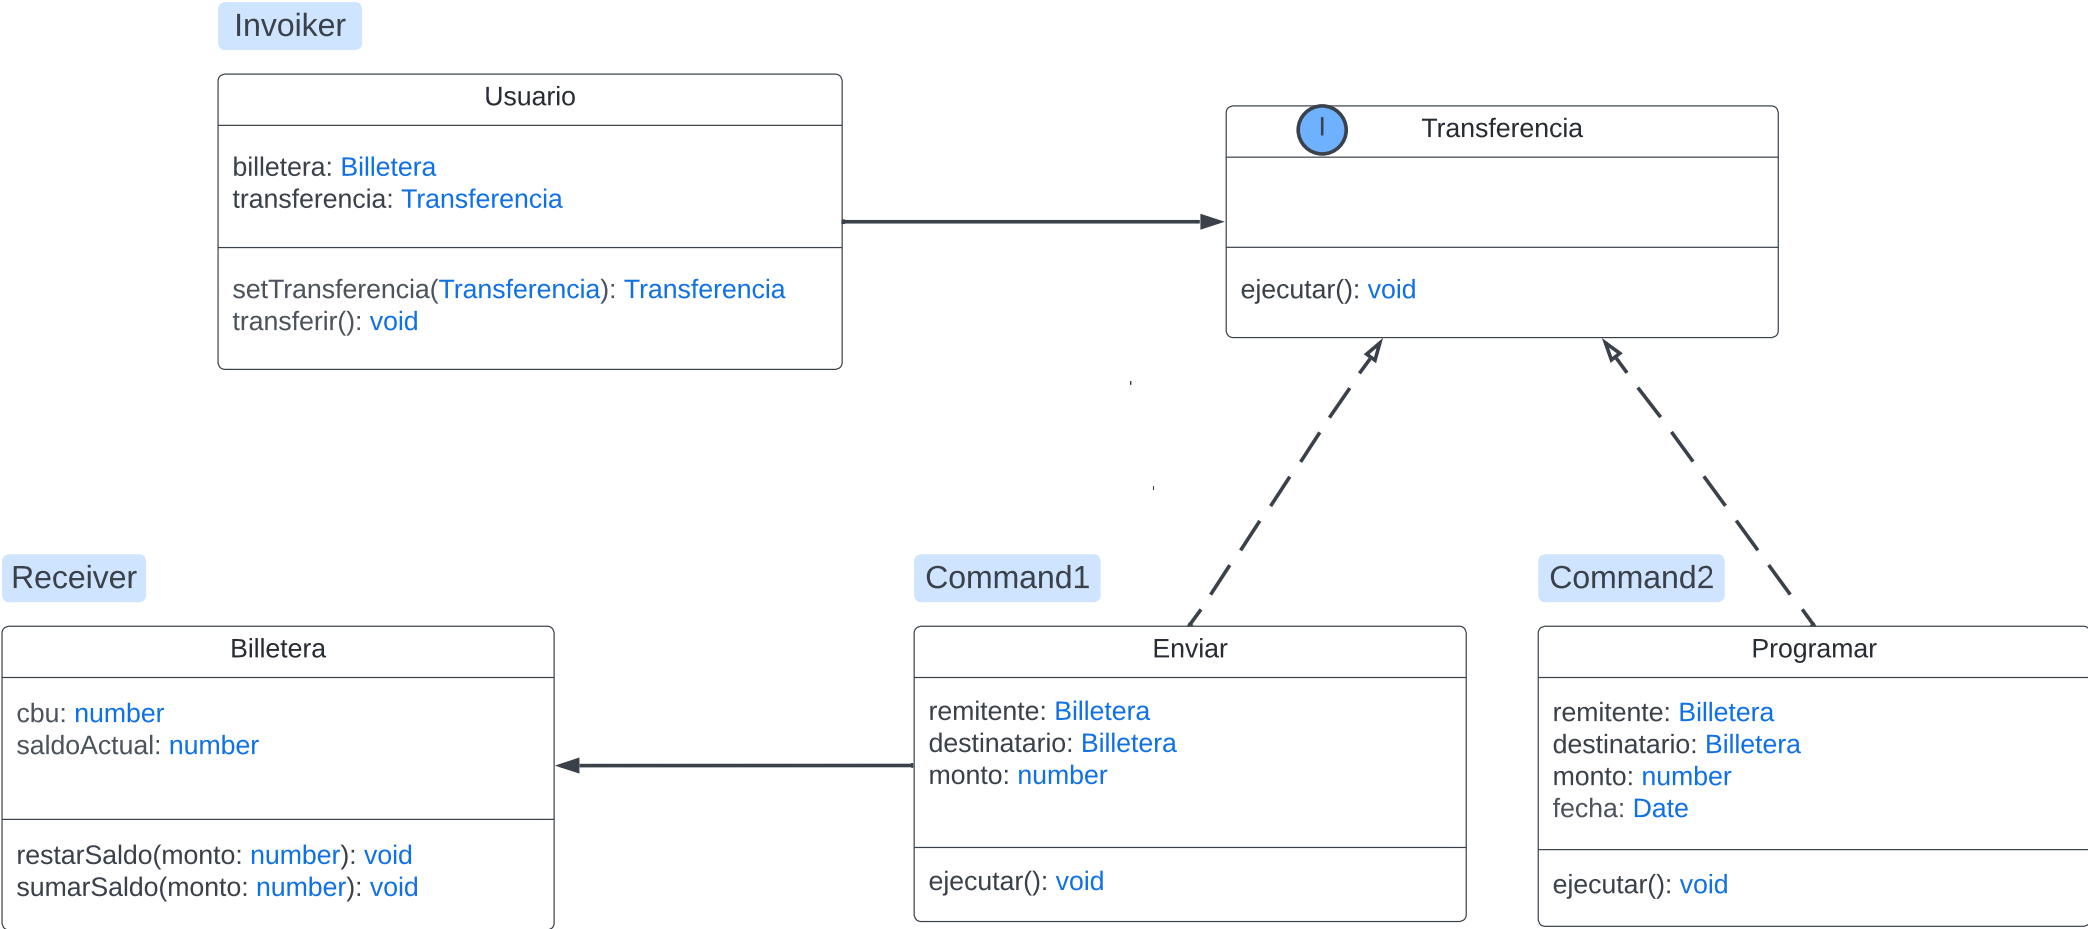 Invoiker
Usuario
billetera: Billetera
transferencia: Transferencia
setTransferencia(Transferencia): Transferencia
transferir(): void
I
Transferencia
ejecutar(): void
Receiver
Billetera
cbu: number
saldoActual: number
restarSaldo(monto: number): void
sumarSaldo(monto: number): void
Command1
Enviar
remitente: Billetera
destinatario: Billetera
monto: number
ejecutar(): void
Command2
Programar
remitente: Billetera
destinatario: Billetera
monto: number
fecha: Date
ejecutar(): void